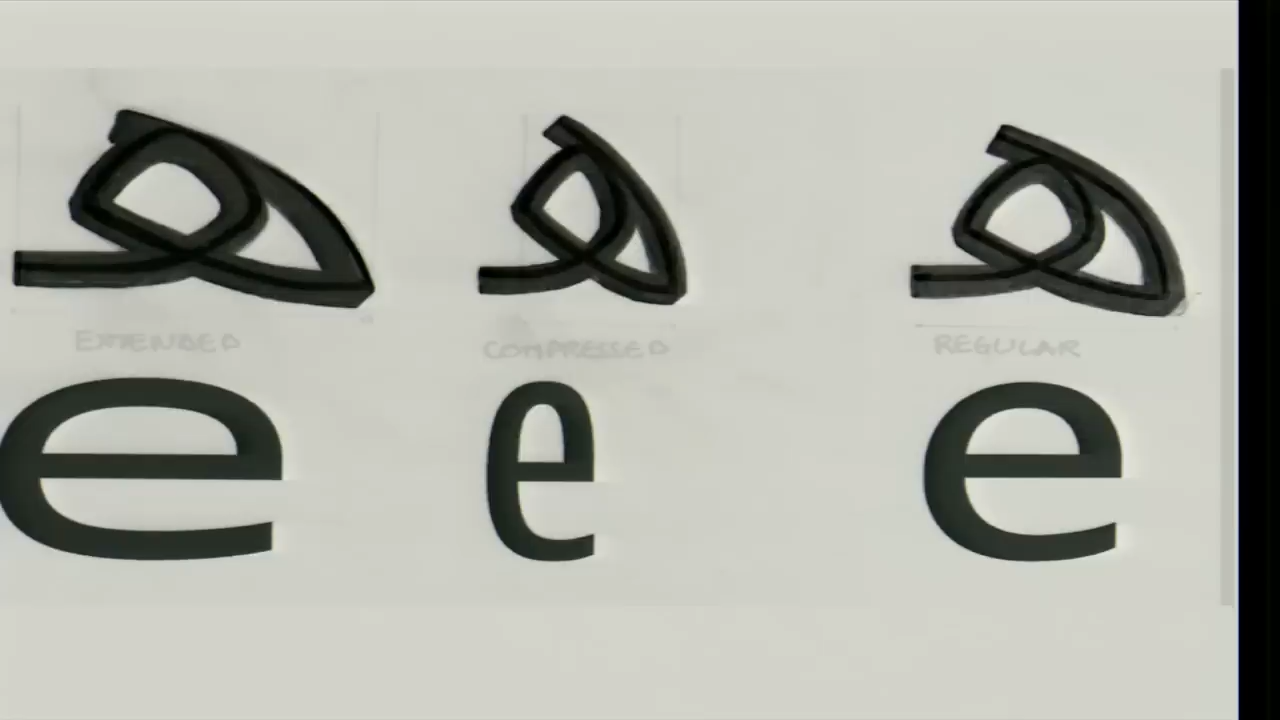 ه ه ه
EXTENDED COMPRESSED REGULAR
e e e